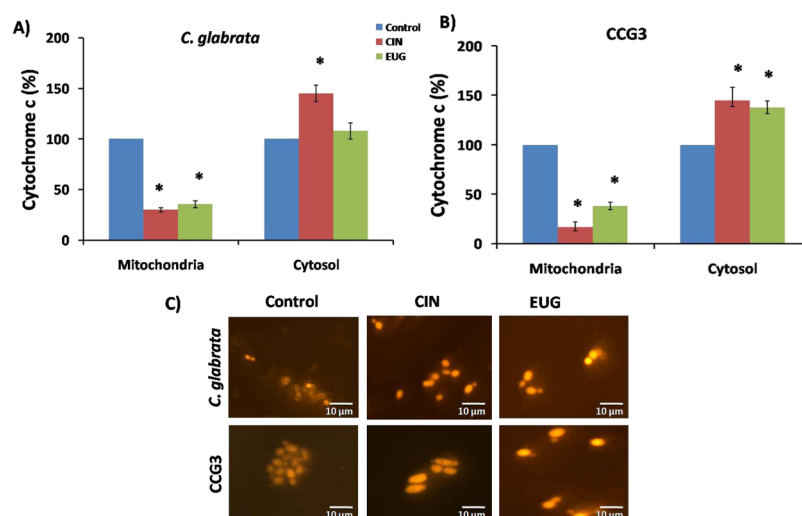 A)
C. glabrata
Control
CIN
EUG
Cytochrome c (%)
200
150
100
50
0
*
*
*
Mitochondria
Cytosol
B)
CCG3
Cytochrome c (%)
200
150
100
50
0
*
*
*
*
Mitochondria
Cytosol
C)
Control
CIN
EUG
C. glabrata
10 µm
10 µm
10 µm
CCG3
10 µm
10 µm
10 µm